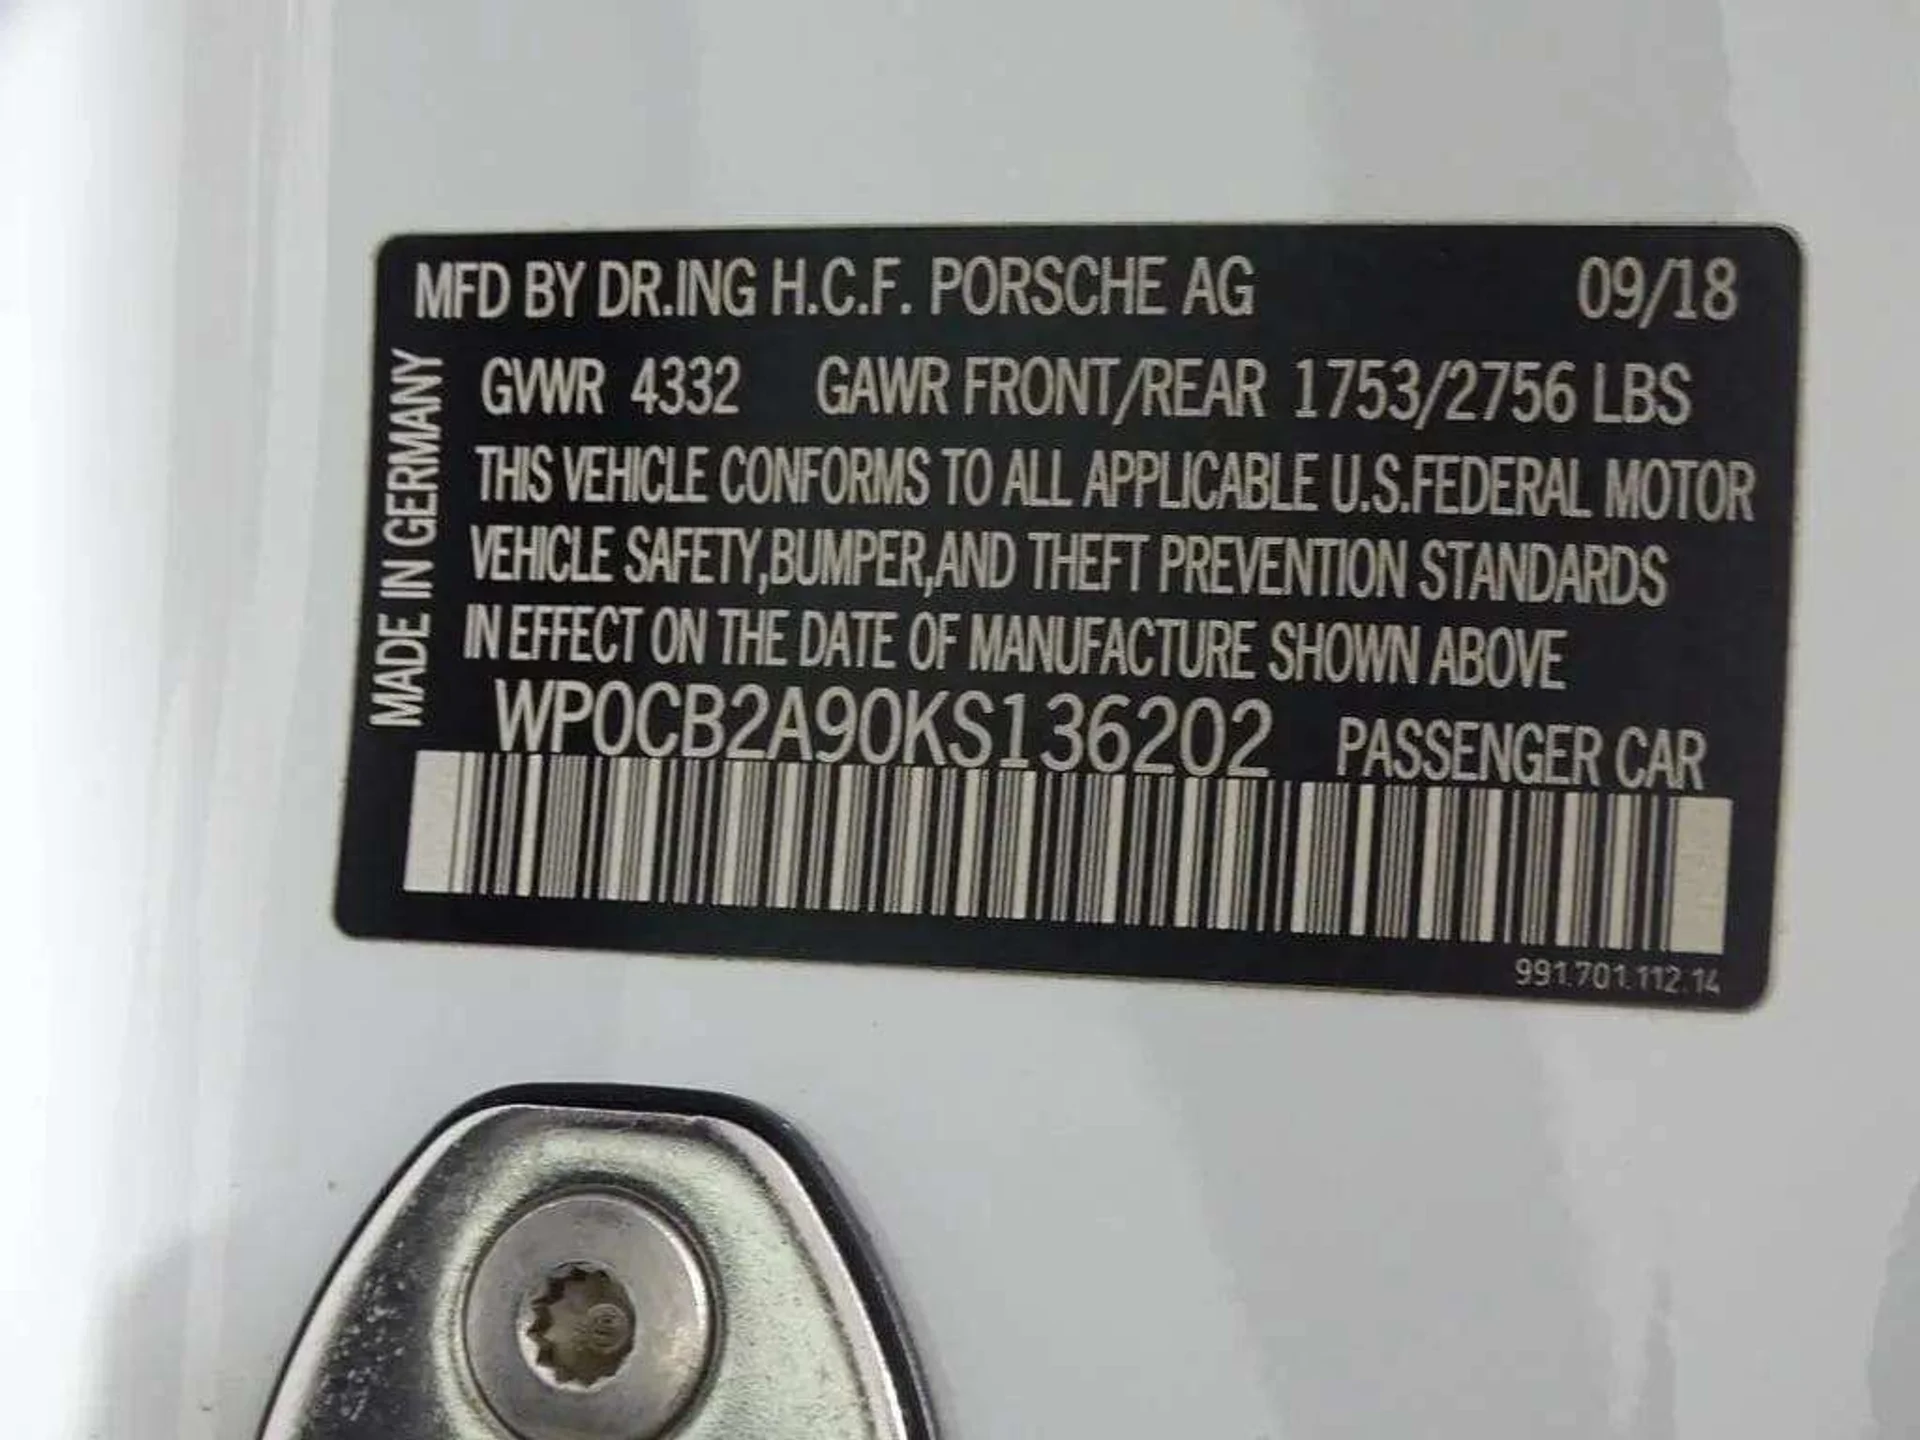 MFD BY DR.ING H.C.F. PORSCHE AG 09/18
GVWR 4332 GAWR FRONT/REAR 1753/2756 LBS
THIS VEHICLE CONFORMS TO ALL APPLICABLE U.S.FEDERAL MOTOR
VEHICLE SAFETY,BUMPER,AND THEFT PREVENTION STANDARDS
IN EFFECT ON THE DATE OF MANUFACTURE SHOWN ABOVE
WP0CB2A90KS136202 PASSENGER CAR
MADE IN GERMANY
991.701.112.14